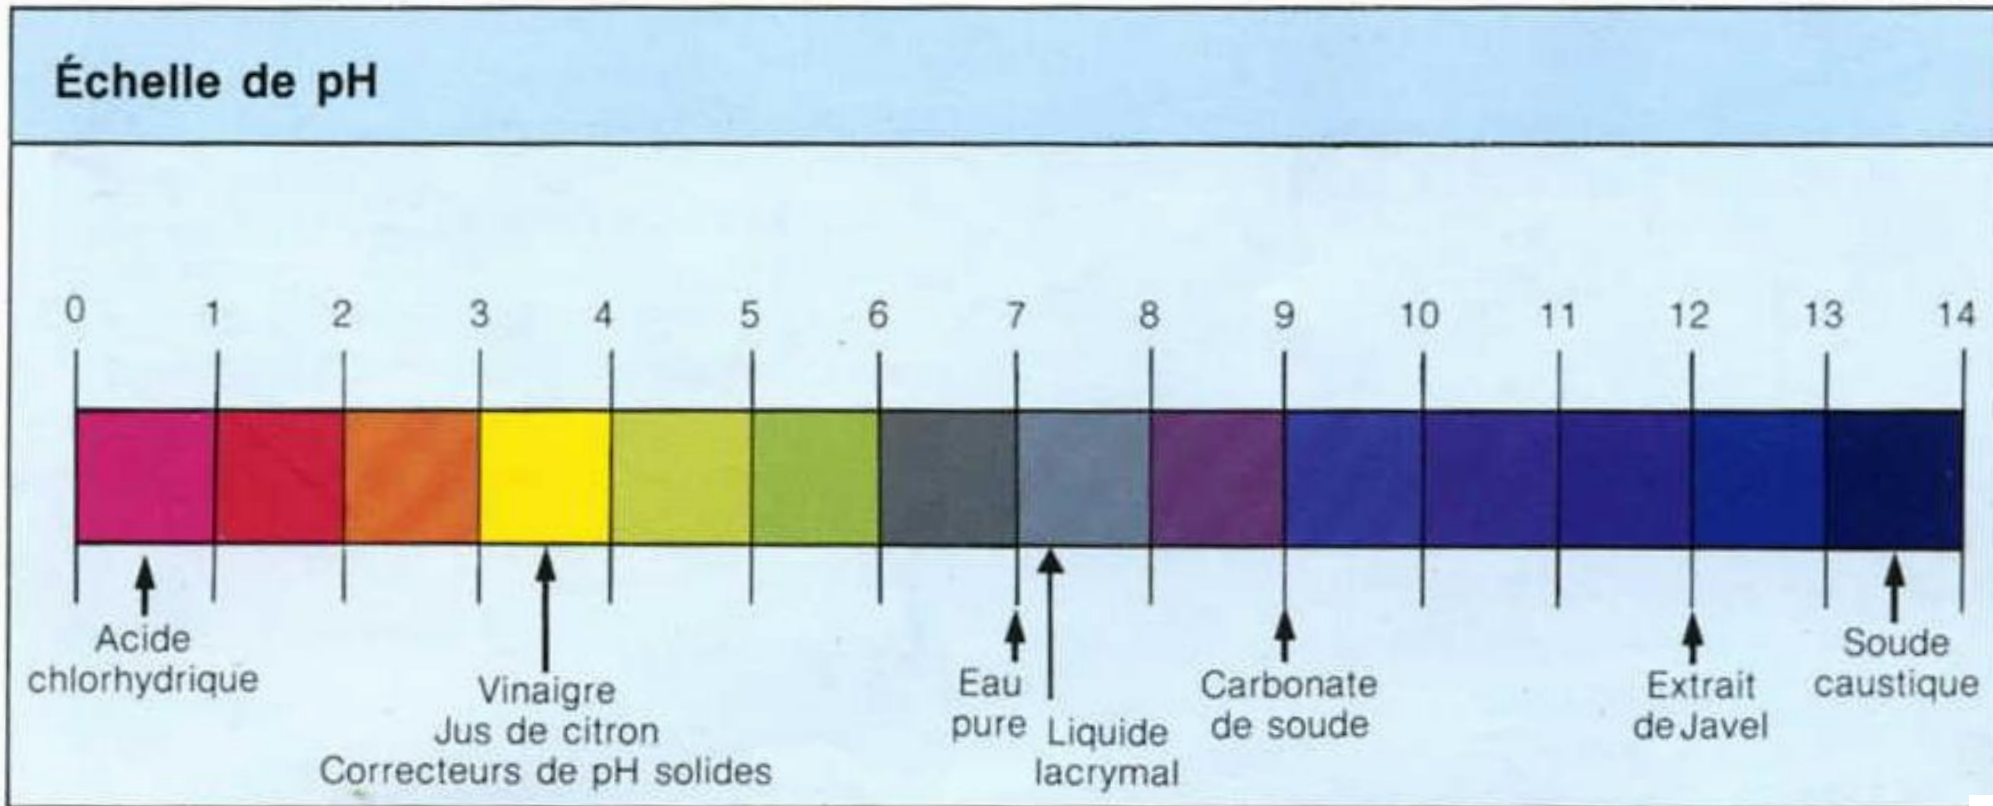 Échelle de pH
0 1 2 3 4 5 6 7 8 9 10 11 12 13 14
Acide
chlorhydrique
Vinaigre
Jus de citron
Correcteurs de pH solides
Eau
pure
Liquide
lacrymal
Carbonate
de soude
Extrait
de Javel
Soude
caustique